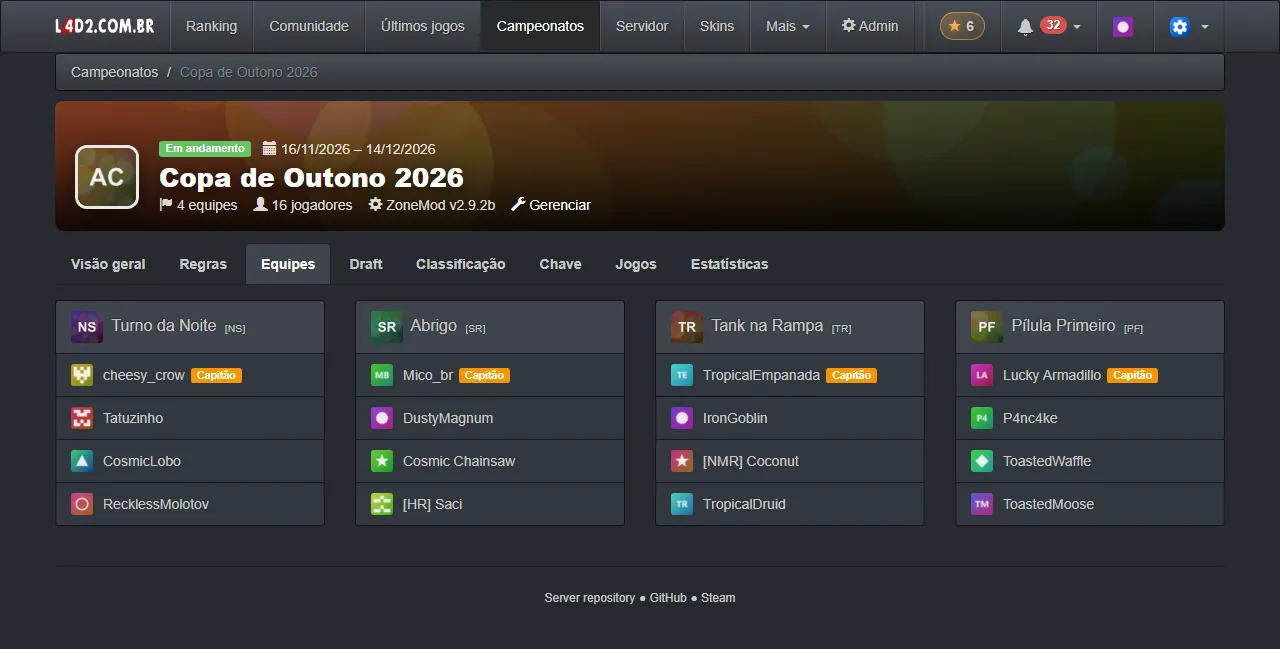 L4D2.COM.BR Ranking Comunidade Últimos jogos Campeonatos Servidor Skins Mais Admin 6 32
Campeonatos / Copa de Outono 2026
Em andamento 16/11/2026 – 14/12/2026
AC
Copa de Outono 2026
4 equipes 16 jogadores ZoneMod v2.9.2b Gerenciar
Visão geral Regras Equipes Draft Classificação Chave Jogos Estatísticas
NS Turno da Noite [NS]
cheesy_crow Capitão
Tatuzinho
CosmicLobo
RecklessMolotov
SR Abrigo [SR]
MB Mico_br Capitão
DustyMagnum
Cosmic Chainsaw
[HR] Saci
TR Tank na Rampa [TR]
TE TropicalEmpanada Capitão
IronGoblin
[NMR] Coconut
TR TropicalDruid
PF Pílula Primeiro [PF]
LA Lucky Armadillo Capitão
P4 P4nc4ke
ToastedWaffle
TM ToastedMoose
Server repository ● GitHub ● Steam